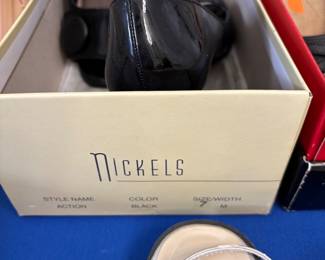 NICKELS
STYLE NAME COLOR SIZE/WIDTH
ACTION BLACK 7 M